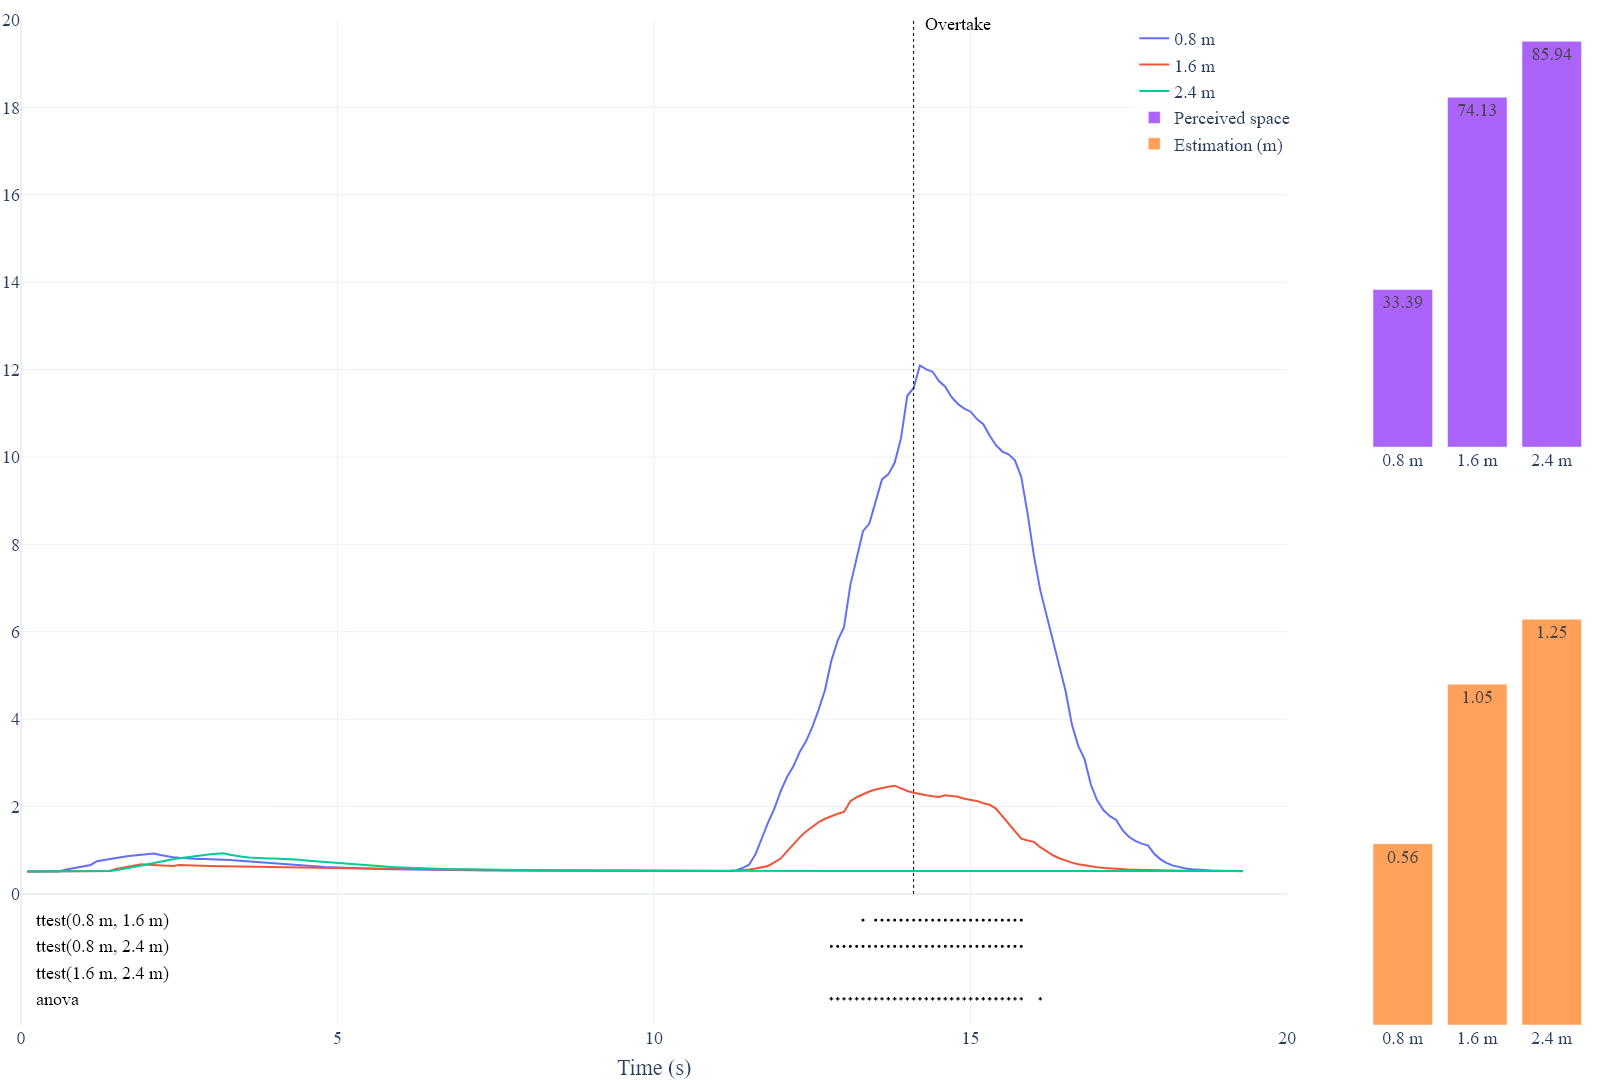 20
18
16
14
12
10
8
6
4
2
0
Overtake
0.8 m
1.6 m
2.4 m
Perceived space
Estimation (m)
ttest(0.8 m, 1.6 m)
ttest(0.8 m, 2.4 m)
ttest(1.6 m, 2.4 m)
anova
0 5 10 15 20
Time (s)
33.39 74.13 85.94
0.8 m 1.6 m 2.4 m
0.56 1.05 1.25
0.8 m 1.6 m 2.4 m